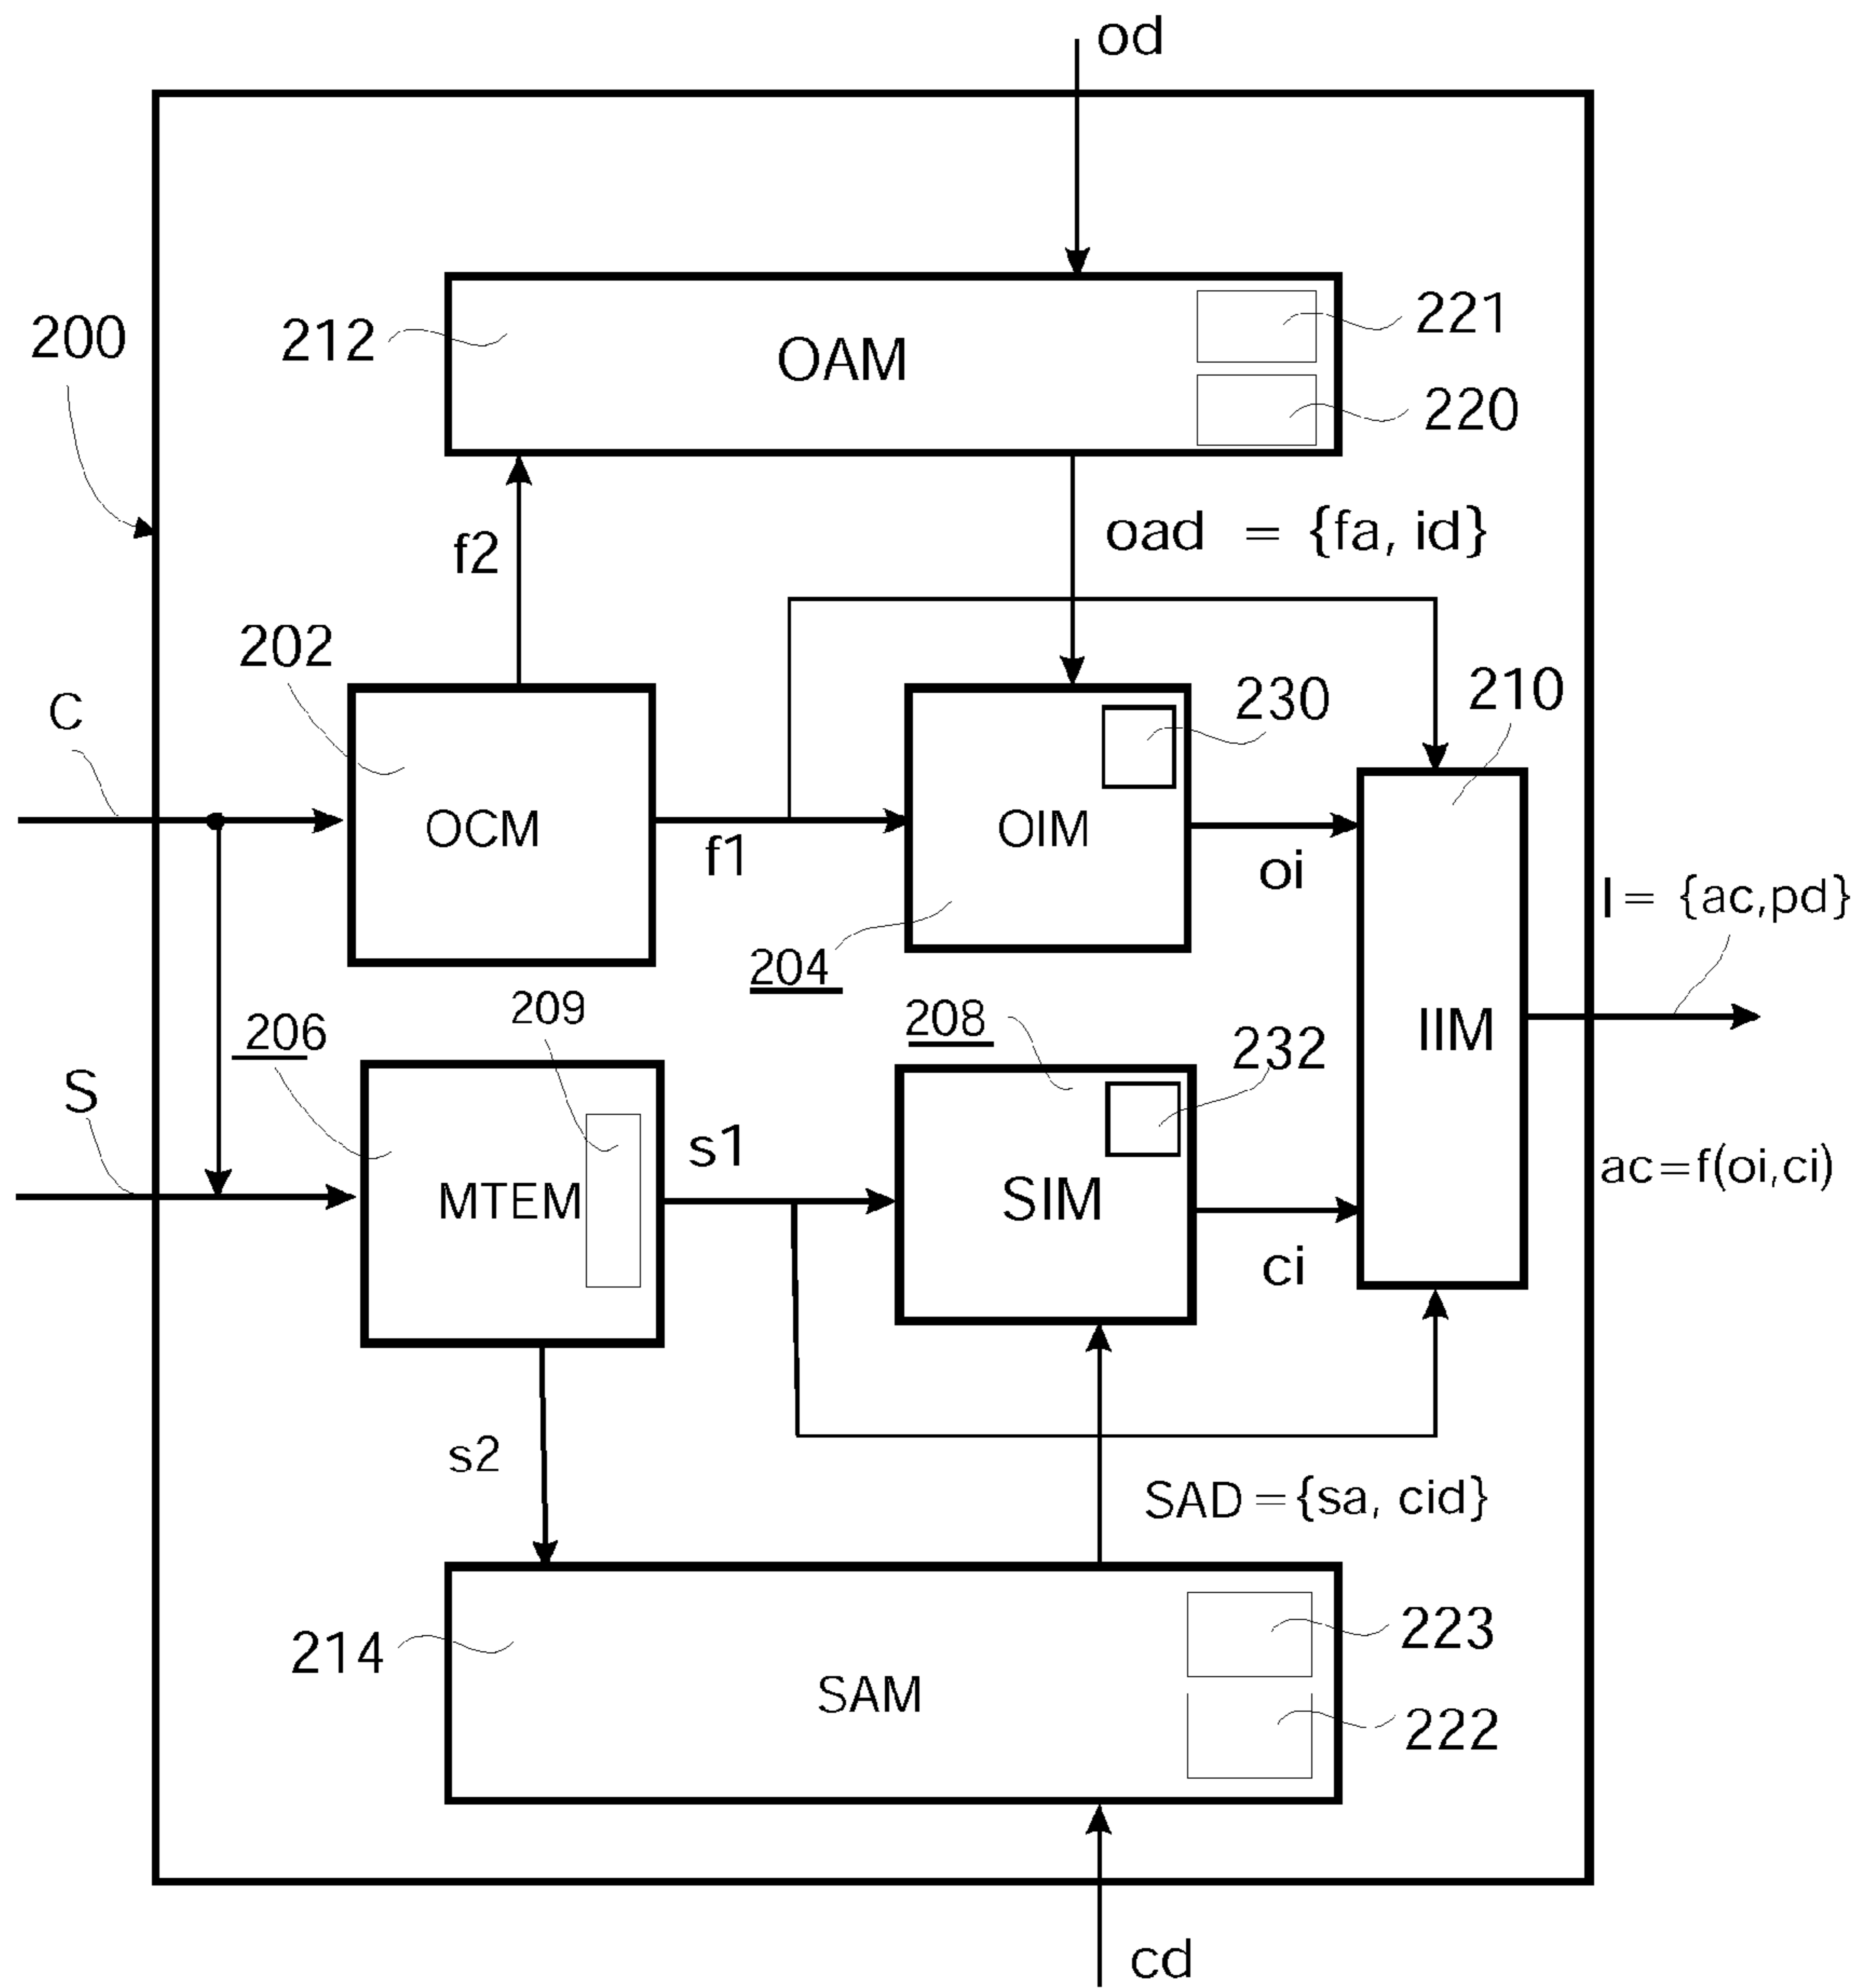 od
200
212
OAM
221
220
f2
oad = {fa, id}
202
C
230
210
OCM
f1
OIM
oi
204
I = {ac,pd}
206
209
208
232
IIM
S
MTEM
s1
SIM
ac=f(oi,ci)
ci
s2
SAD={sa, cid}
214
SAM
223
222
cd